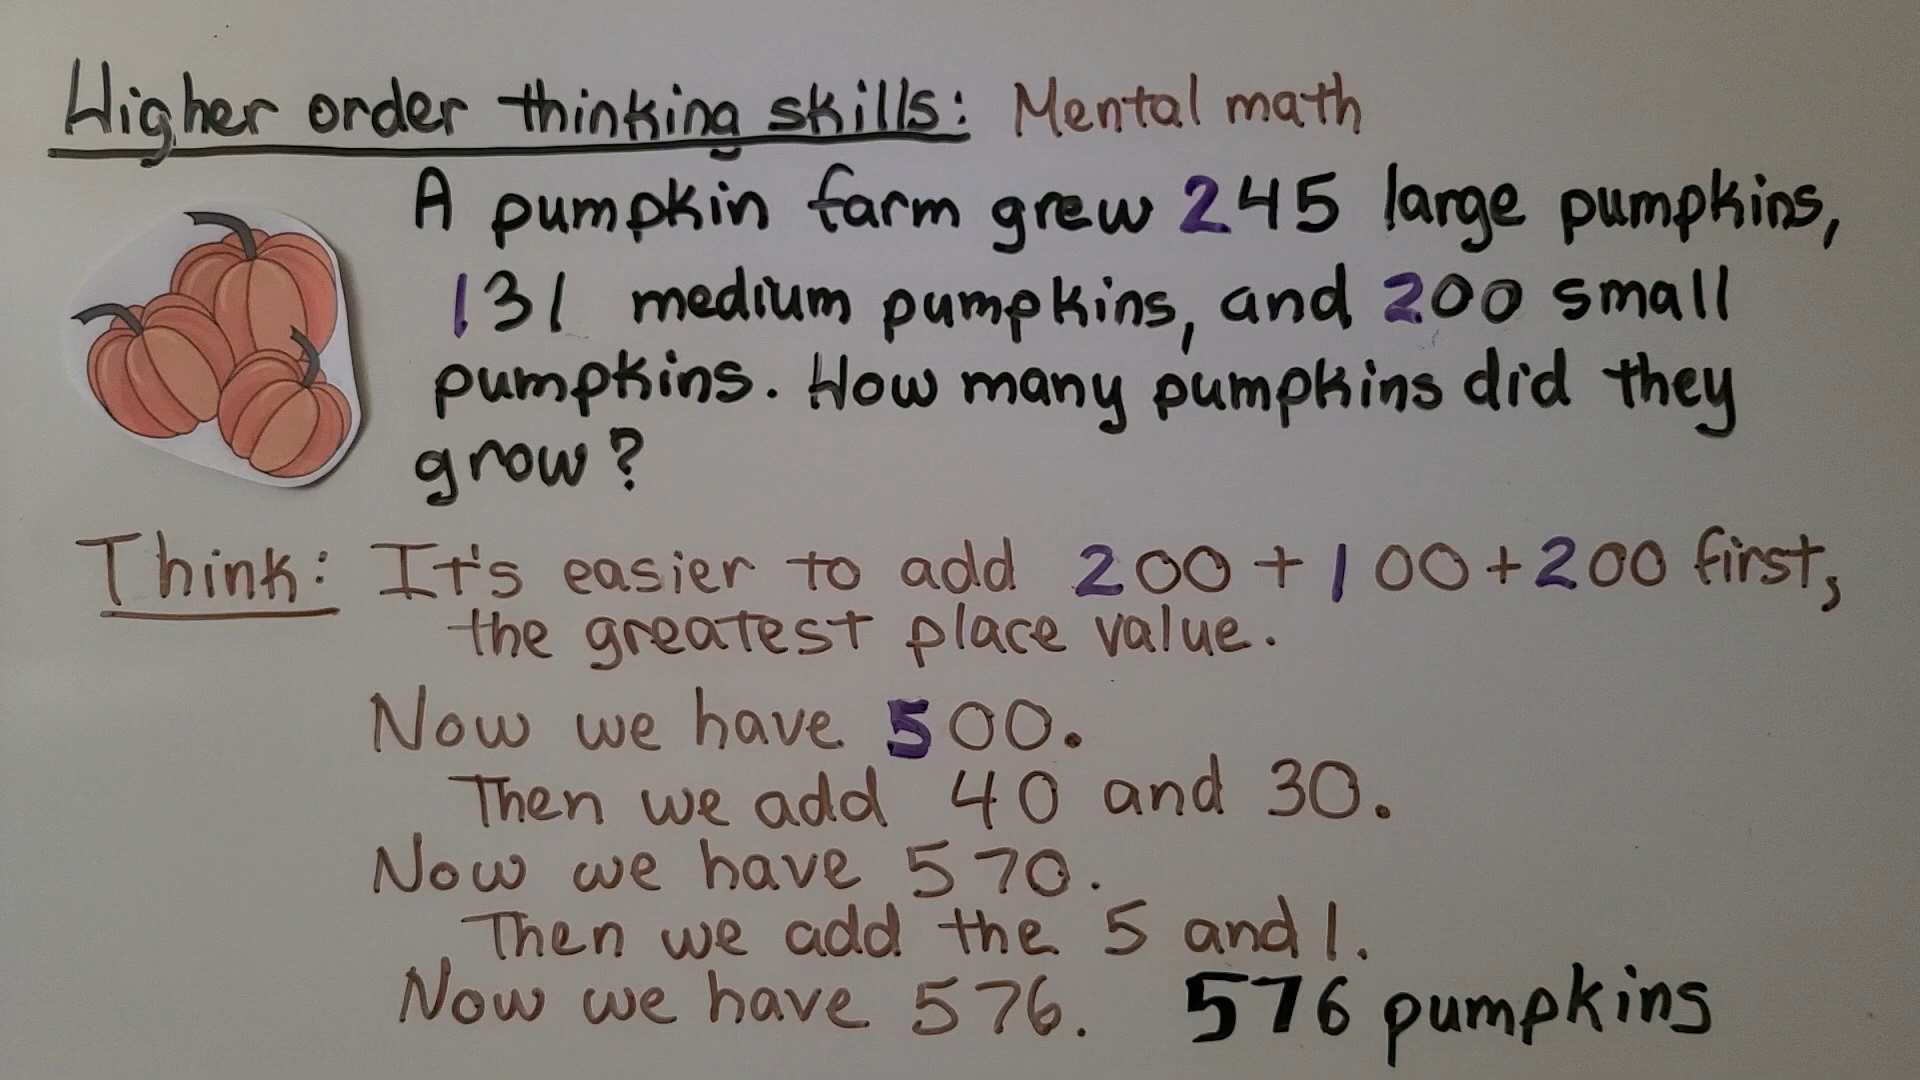 Higher order thinking skills: Mental math
A pumpkin farm grew 245 large pumpkins,
131 medium pumpkins, and 200 small
pumpkins. How many pumpkins did they
grow?
Think: It's easier to add 200 + 100 + 200 first,
the greatest place value.
Now we have 500.
Then we add 40 and 30.
Now we have 570.
Then we add the 5 and 1.
Now we have 576. 576 pumpkins